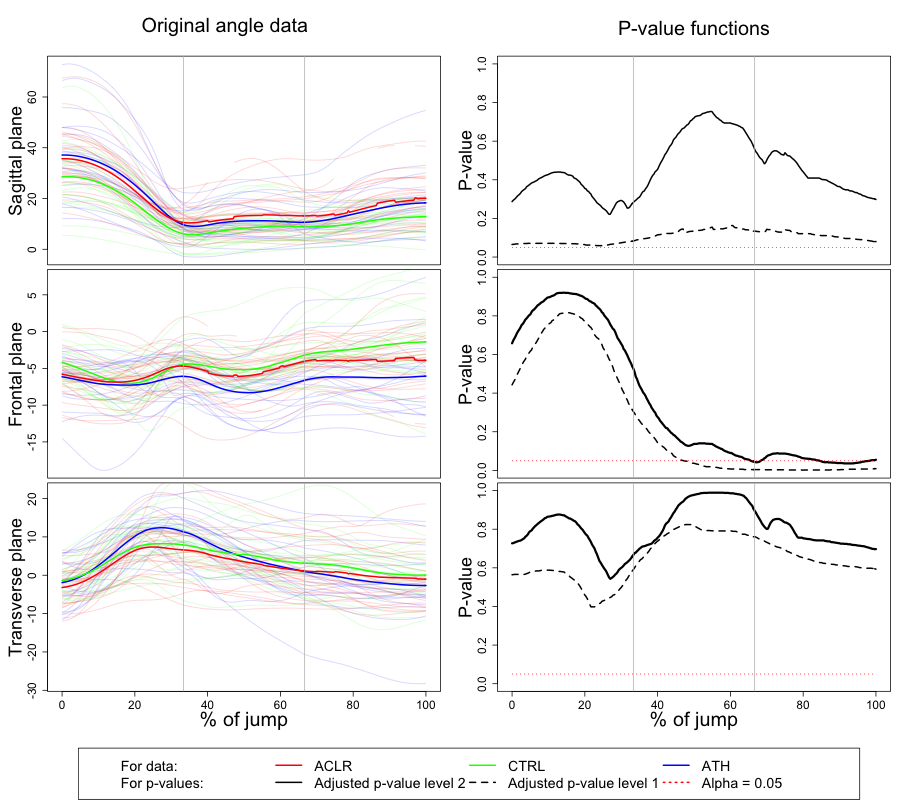 Original angle data
P-value functions
Sagittal plane
60
40
20
0
P-value
1.0
0.8
0.6
0.4
0.2
0.0
Frontal plane
5
0
-5
-10
-15
P-value
1.0
0.8
0.6
0.4
0.2
0.0
Transverse plane
20
10
0
-10
-20
-30
P-value
1.0
0.8
0.6
0.4
0.2
0.0
0 20 40 60 80 100
% of jump
0 20 40 60 80 100
% of jump
For data: ACLR CTRL ATH
For p-values: Adjusted p-value level 2 Adjusted p-value level 1 Alpha = 0.05